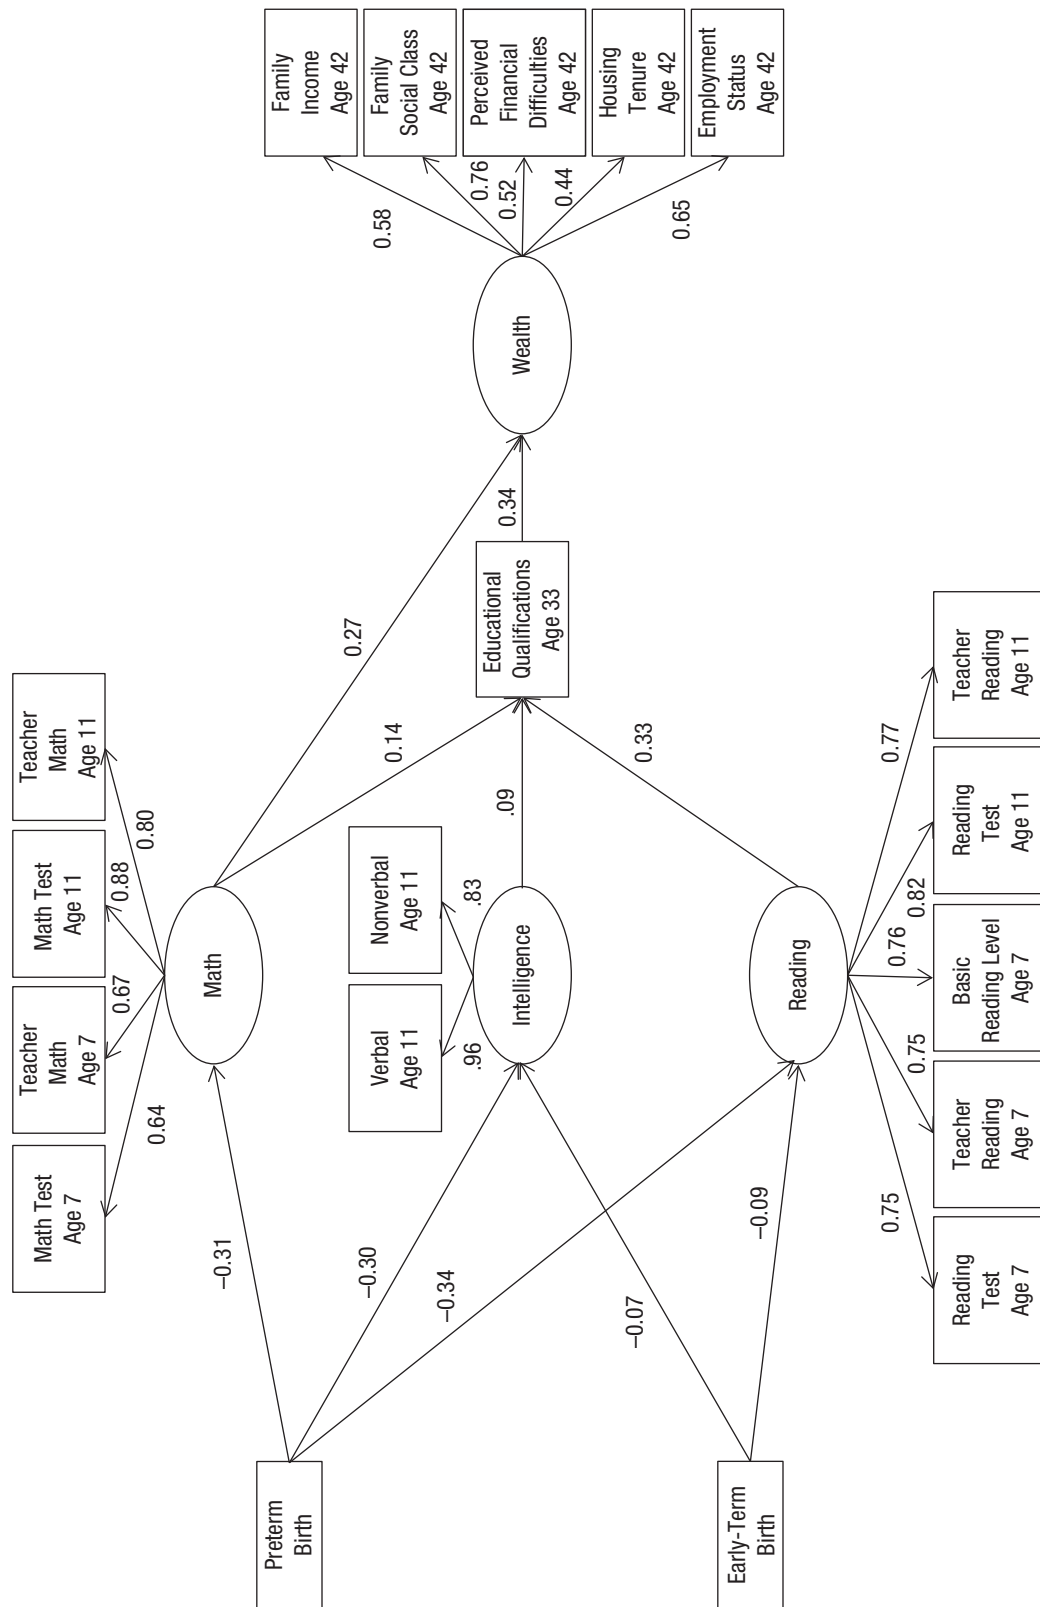 Math Test
Age 7
Teacher
Math
Age 7
Math Test
Age 11
Teacher
Math
Age 11
0.64
0.67
0.88
0.80
Math
Family
Income
Age 42
Family
Social Class
Age 42
Perceived
Financial
Difficulties
Age 42
Housing
Tenure
Age 42
Employment
Status
Age 42
0.58
0.76
0.52
0.44
0.65
Wealth
Preterm
Birth
–0.31
–0.30
–0.34
Verbal
Age 11
Nonverbal
Age 11
.96
.83
Intelligence
0.27
0.14
.09
0.33
Educational
Qualifications
Age 33
0.34
Early-Term
Birth
–0.07
–0.09
Reading
0.75
0.75
0.76
0.82
0.77
Reading
Test
Age 7
Teacher
Reading
Age 7
Basic
Reading Level
Age 7
Reading
Test
Age 11
Teacher
Reading
Age 11